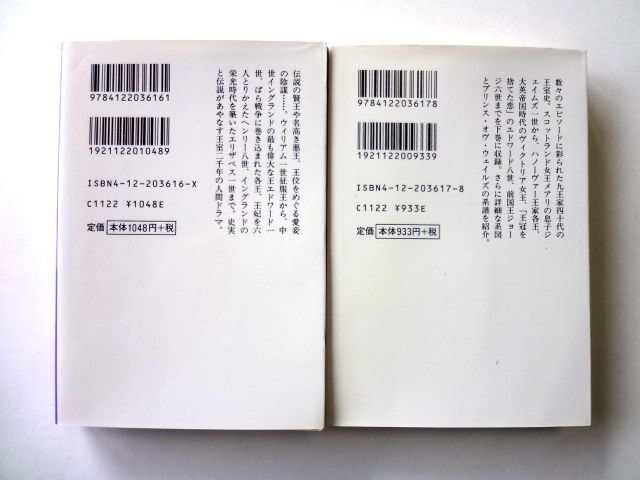 9784122036161
1921122010489
ISBN4-12-203616-X
C1122 ¥1048E
定価 本体1048円+税
伝説の賢王や名高き悪王、王位をめぐる愛妾
の陰謀……。ウィリアム一世征服王から、中
世イングランドの最も偉大な王エドワード一
世、ばら戦争に巻き込まれた各王、王妃を六
人とりかえたヘンリー八世、イングランドの
栄光時代を築いたエリザベス一世まで。史実
と伝説があやなす王室二千年の人間ドラマ。
9784122036178
1921122009339
ISBN4-12-203617-8
C1122 ¥933E
定価 本体933円+税
数々のエピソードに彩られた九王家四十代の
王室史。スコットランド女王メアリの息子ジ
ェイムズ一世から、ハノーヴァー王家各王、
大英帝国時代のヴィクトリア女王、「王冠を
捨てた恋」のエドワード八世、前国王ジョー
ジ六世までを下巻に収録。さらに詳細な系図
とプリンス・オヴ・ウェイルズの系譜を紹介。